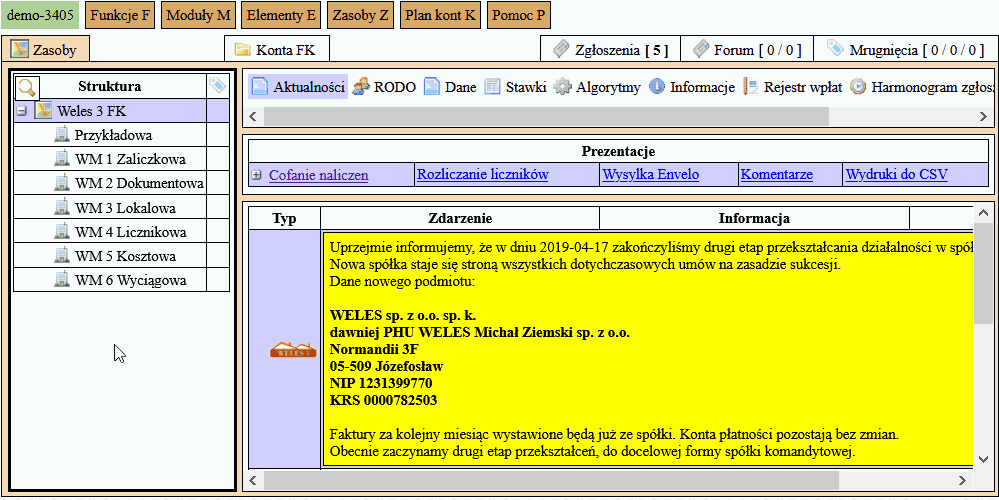 demo-3405 Funkcje F Moduły M Elementy E Zasoby Z Plan kont K Pomoc P
Zasoby Konta FK Zgłoszenia [ 5 ] Forum [ 0 / 0 ] Mrugnięcia [ 0 / 0 / 0 ]
Struktura
Weles 3 FK
Przykładowa
WM 1 Zaliczkowa
WM 2 Dokumentowa
WM 3 Lokalowa
WM 4 Licznikowa
WM 5 Kosztowa
WM 6 Wyciągowa
Aktualności RODO Dane Stawki Algorytmy Informacje Rejestr wpłat Harmonogram zgłos
Prezentacje
Cofanie naliczen Rozliczanie liczników Wysylka Envelo Komentarze Wydruki do CSV
Typ Zdarzenie Informacja
WELES 3
Uprzejmie informujemy, że w dniu 2019-04-17 zakończyliśmy drugi etap przekształcania działalności w spół
Nowa spółka staje się stroną wszystkich dotychczasowych umów na zasadzie sukcesji.
Dane nowego podmiotu:
WELES sp. z o.o. sp. k.
dawniej PHU WELES Michał Ziemski sp. z o.o.
Normandii 3F
05-509 Józefosław
NIP 1231399770
KRS 0000782503
Faktury za kolejny miesiąc wystawione będą już ze spółki. Konta płatności pozostają bez zmian.
Obecnie zaczynamy drugi etap przekształceń, do docelowej formy spółki komandytowej.